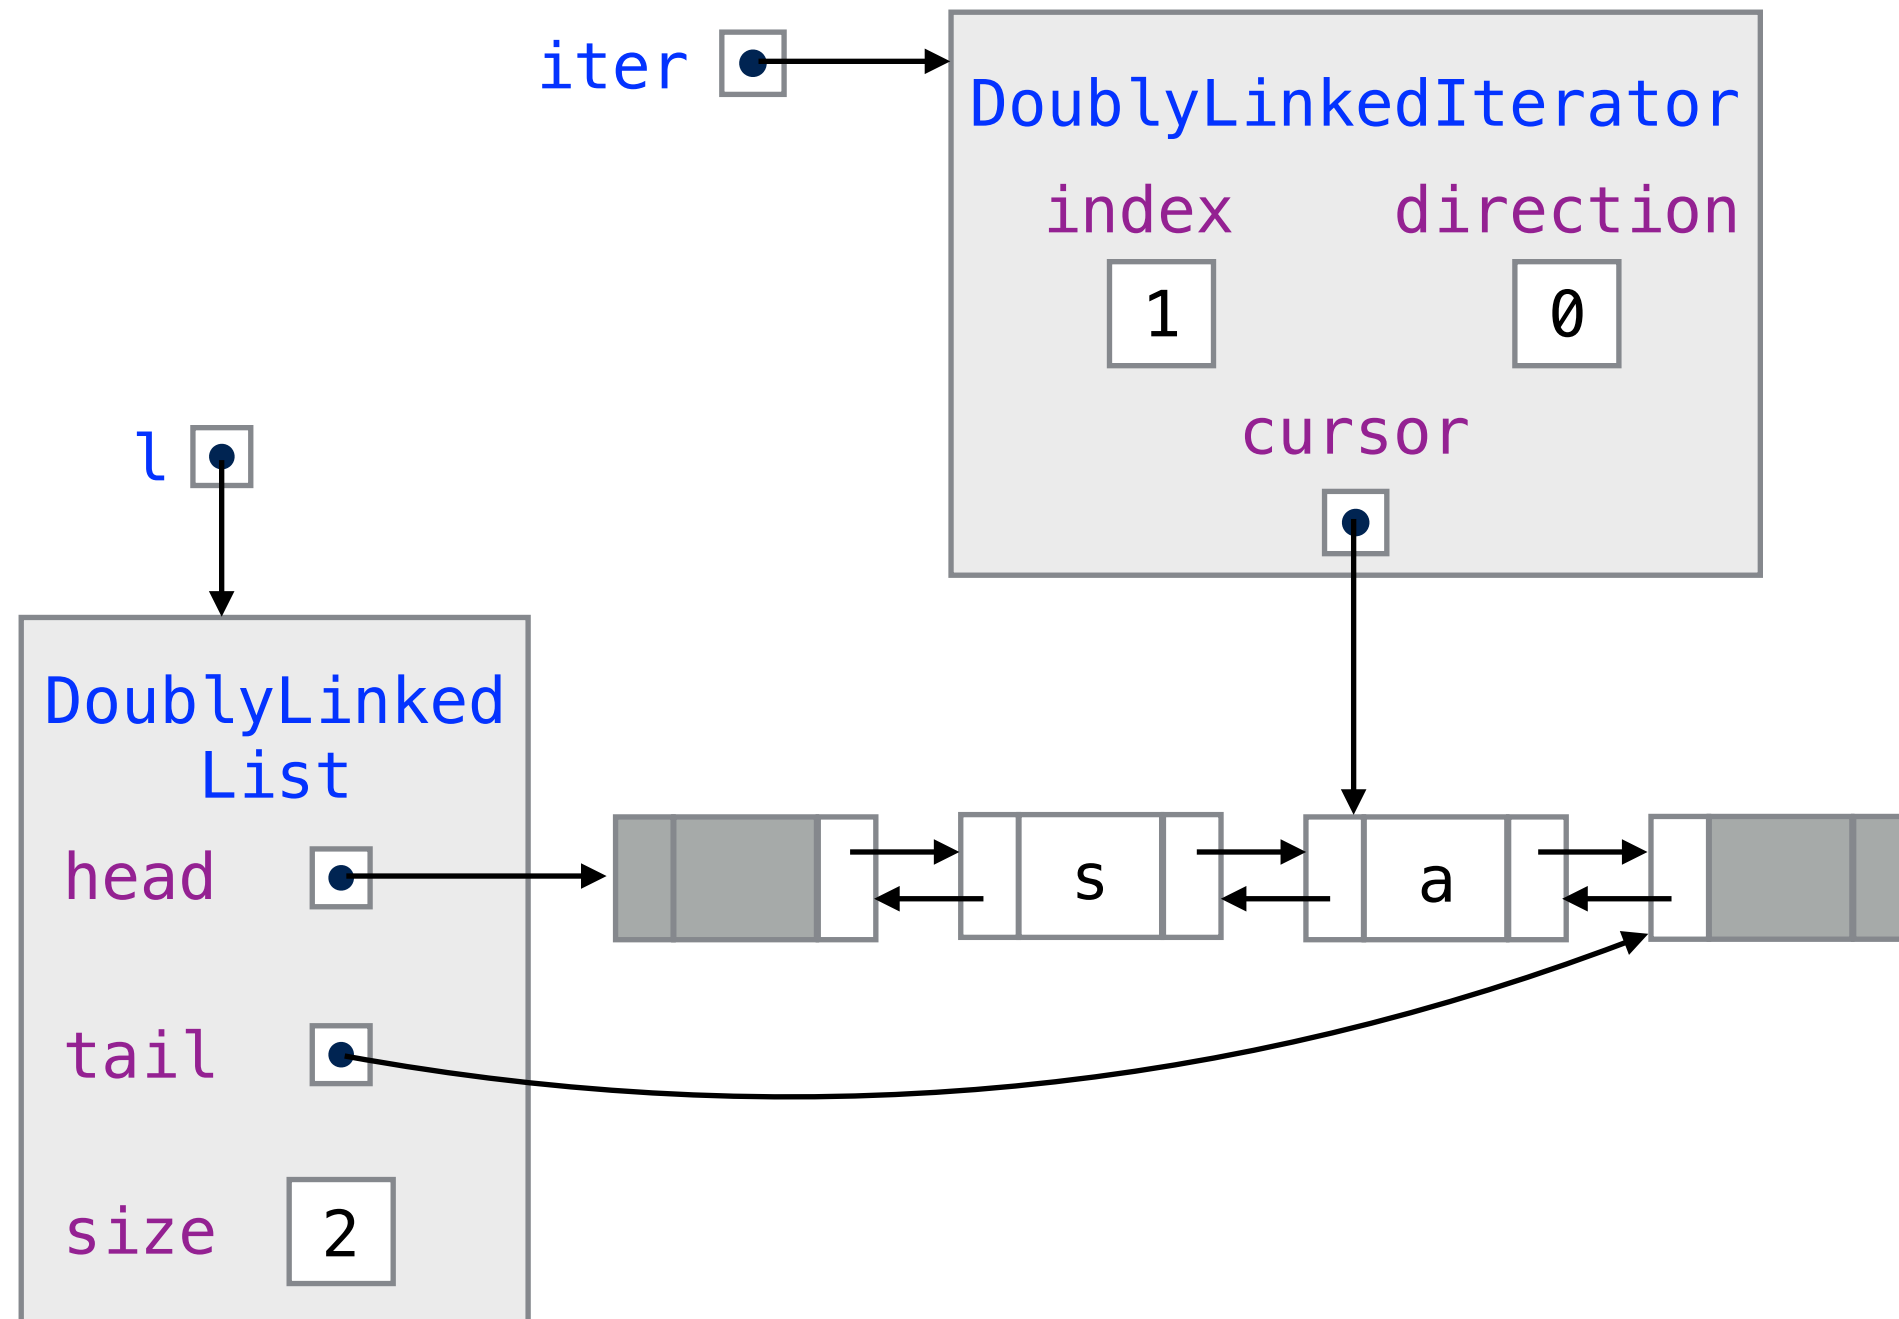 iter
DoublyLinkedIterator
index direction
1 0
cursor
l
DoublyLinked
List
head
s a
tail
size 2